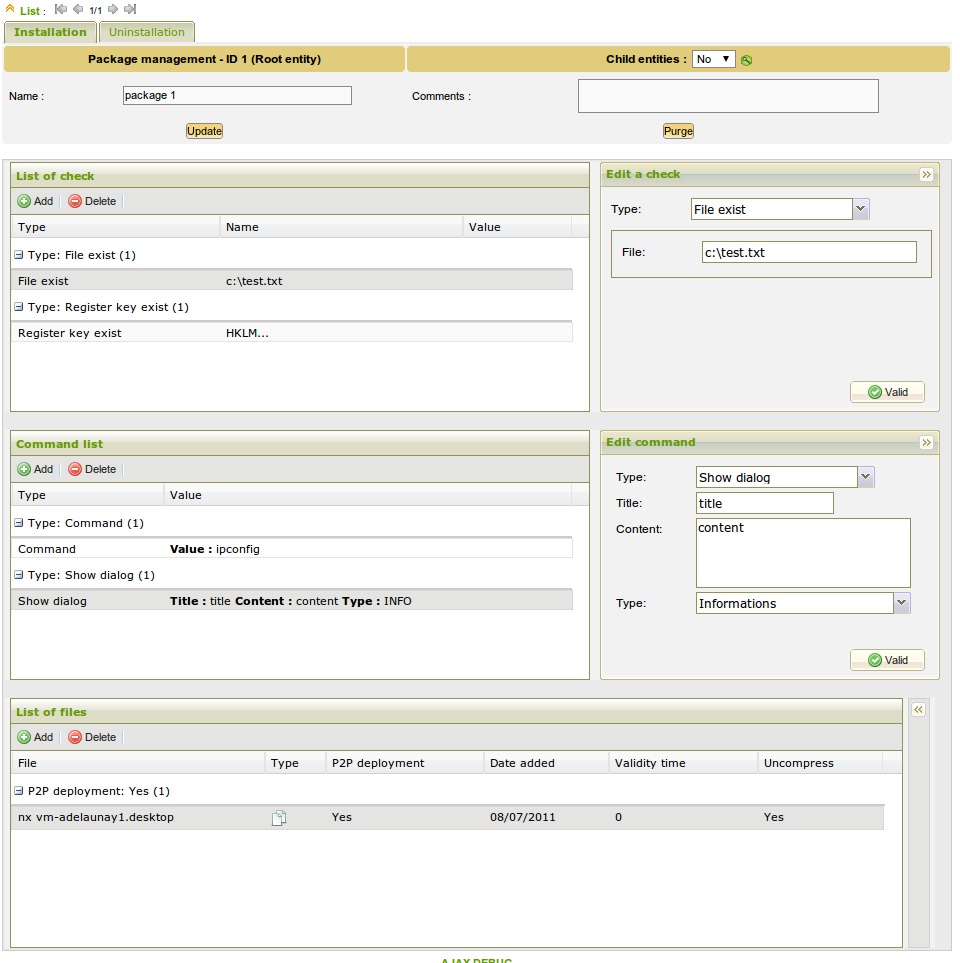 List : 1/1
Installation Uninstallation
Package management - ID 1 (Root entity) Child entities : No
Name : package 1 Comments :
Update Purge
List of check
Add Delete
Type Name Value
Type: File exist (1)
File exist c:\test.txt
Type: Register key exist (1)
Register key exist HKLM...
Edit a check
Type: File exist
File: c:\test.txt
Valid
Command list
Add Delete
Type Value
Type: Command (1)
Command Value : ipconfig
Type: Show dialog (1)
Show dialog Title : title Content : content Type : INFO
Edit command
Type: Show dialog
Title: title
Content: content
Type: Informations
Valid
List of files
Add Delete
File Type P2P deployment Date added Validity time Uncompress
P2P deployment: Yes (1)
nx vm-adelaunay1.desktop Yes 08/07/2011 0 Yes
AJAX DEBUG